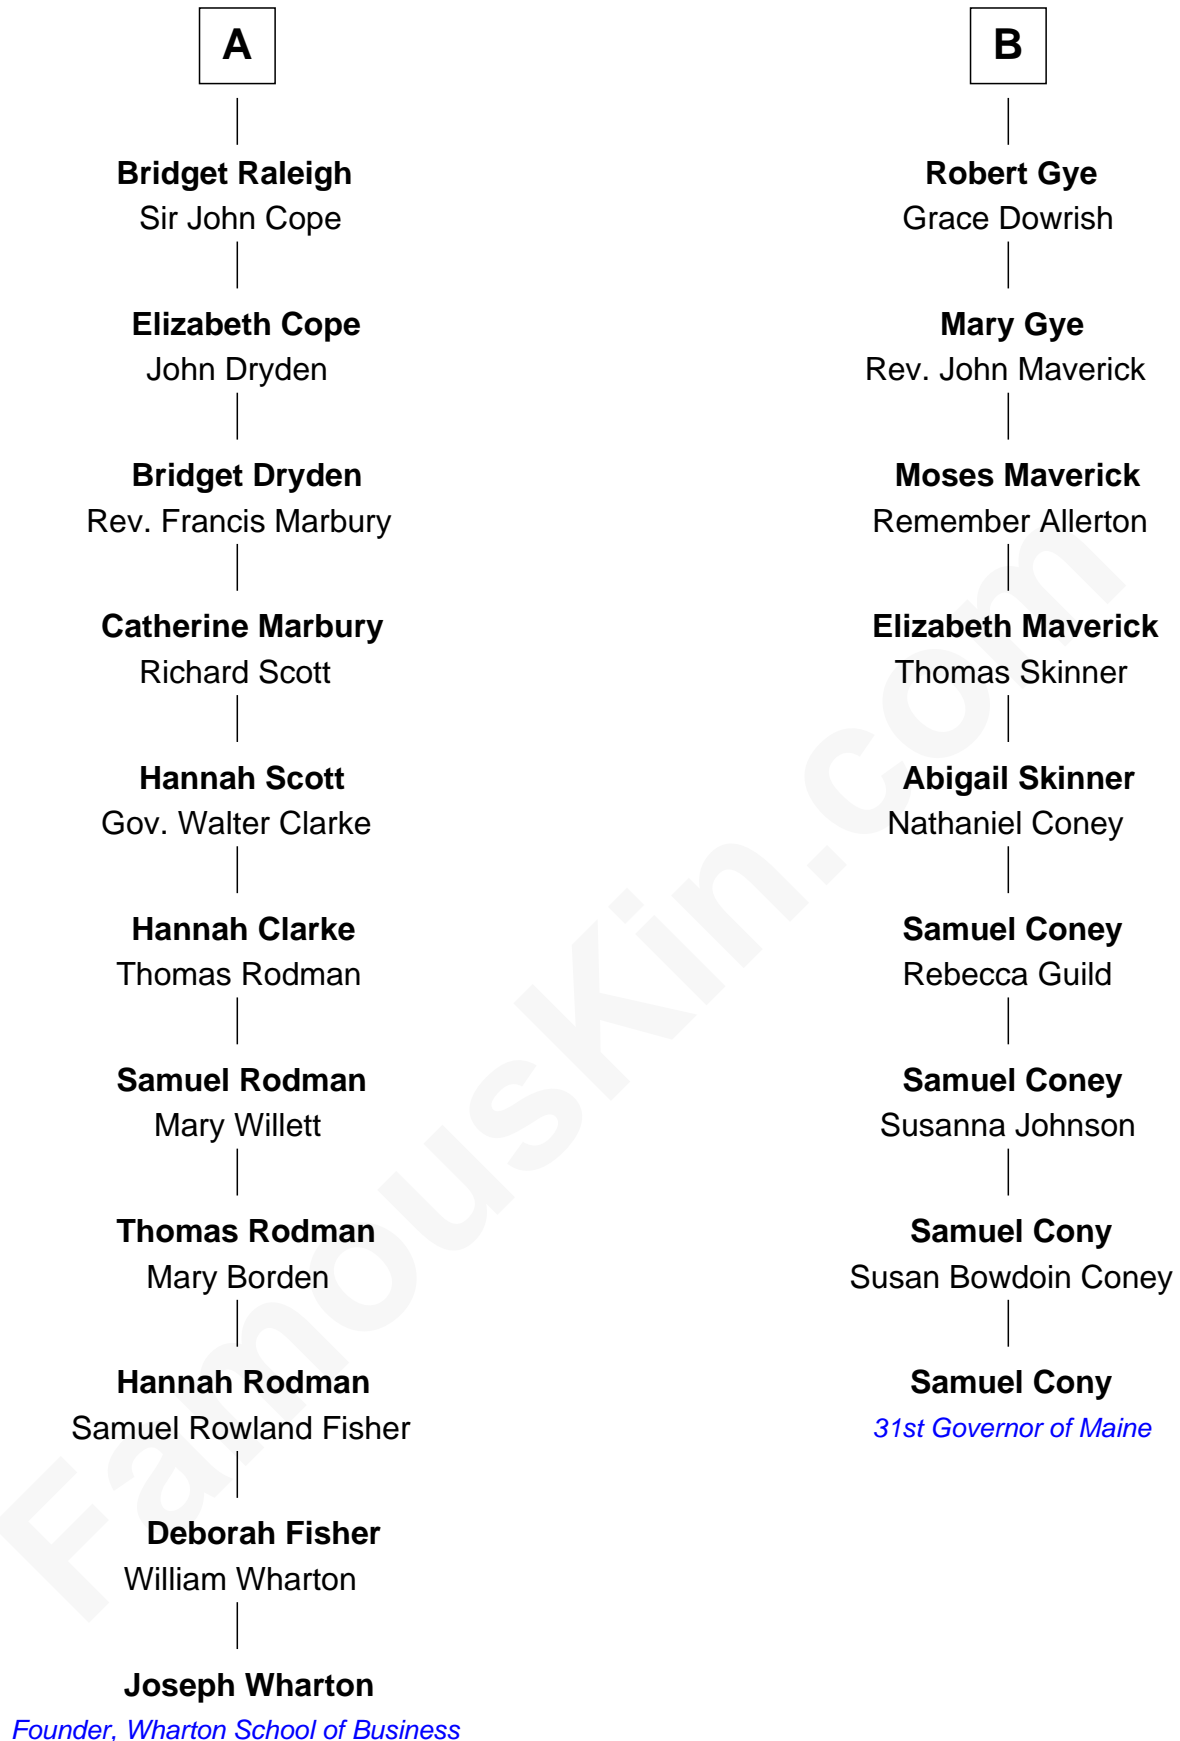 A
Bridget Raleigh
Sir John Cope
Elizabeth Cope
John Dryden
Bridget Dryden
Rev. Francis Marbury
Catherine Marbury
Richard Scott
Hannah Scott
Gov. Walter Clarke
Hannah Clarke
Thomas Rodman
Samuel Rodman
Mary Willett
Thomas Rodman
Mary Borden
Hannah Rodman
Samuel Rowland Fisher
Deborah Fisher
William Wharton
Joseph Wharton
Founder, Wharton School of Business
B
Robert Gye
Grace Dowrish
Mary Gye
Rev. John Maverick
Moses Maverick
Remember Allerton
Elizabeth Maverick
Thomas Skinner
Abigail Skinner
Nathaniel Coney
Samuel Coney
Rebecca Guild
Samuel Coney
Susanna Johnson
Samuel Cony
Susan Bowdoin Coney
Samuel Cony
31st Governor of Maine
FamousKin.com